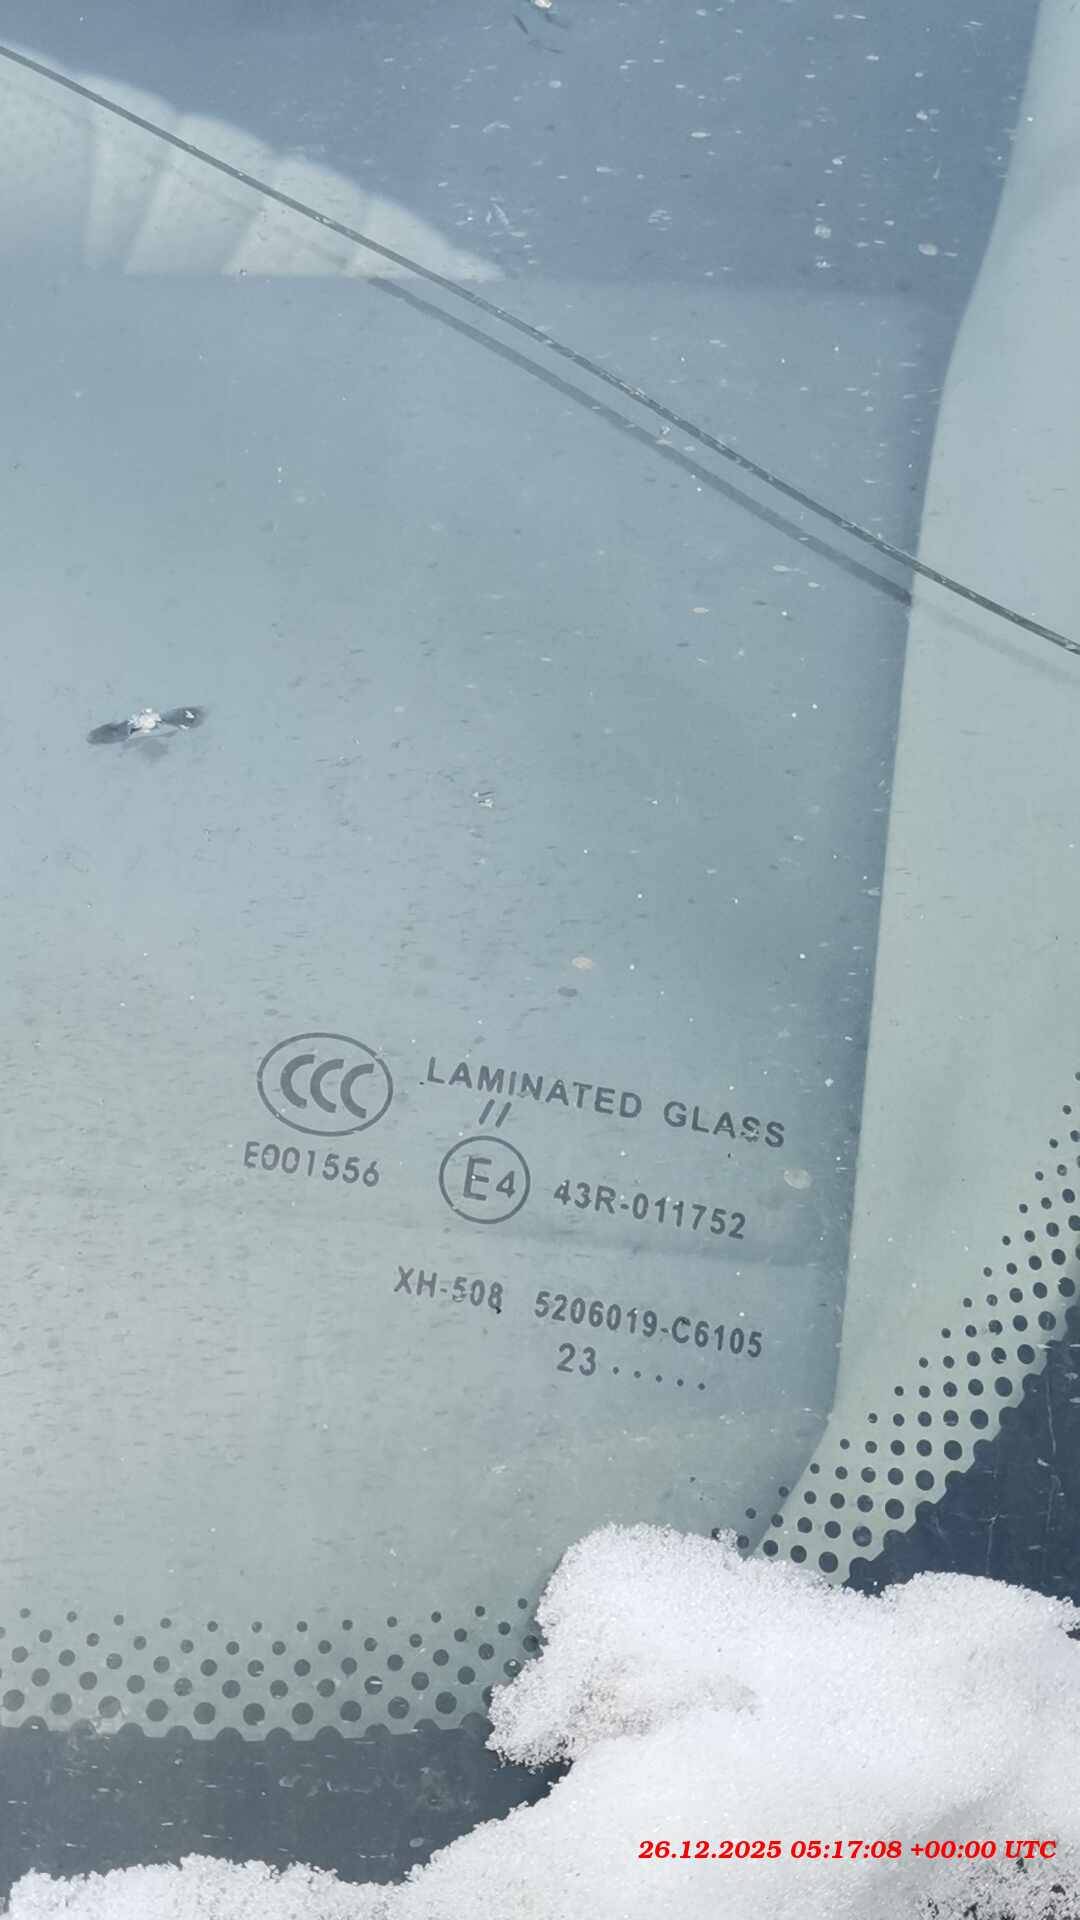 CCC LAMINATED GLASS
//
E001556 E4 43R-011752
XH-508 5206019-C6105
23 . . . . .
26.12.2025 05:17:08 +00:00 UTC